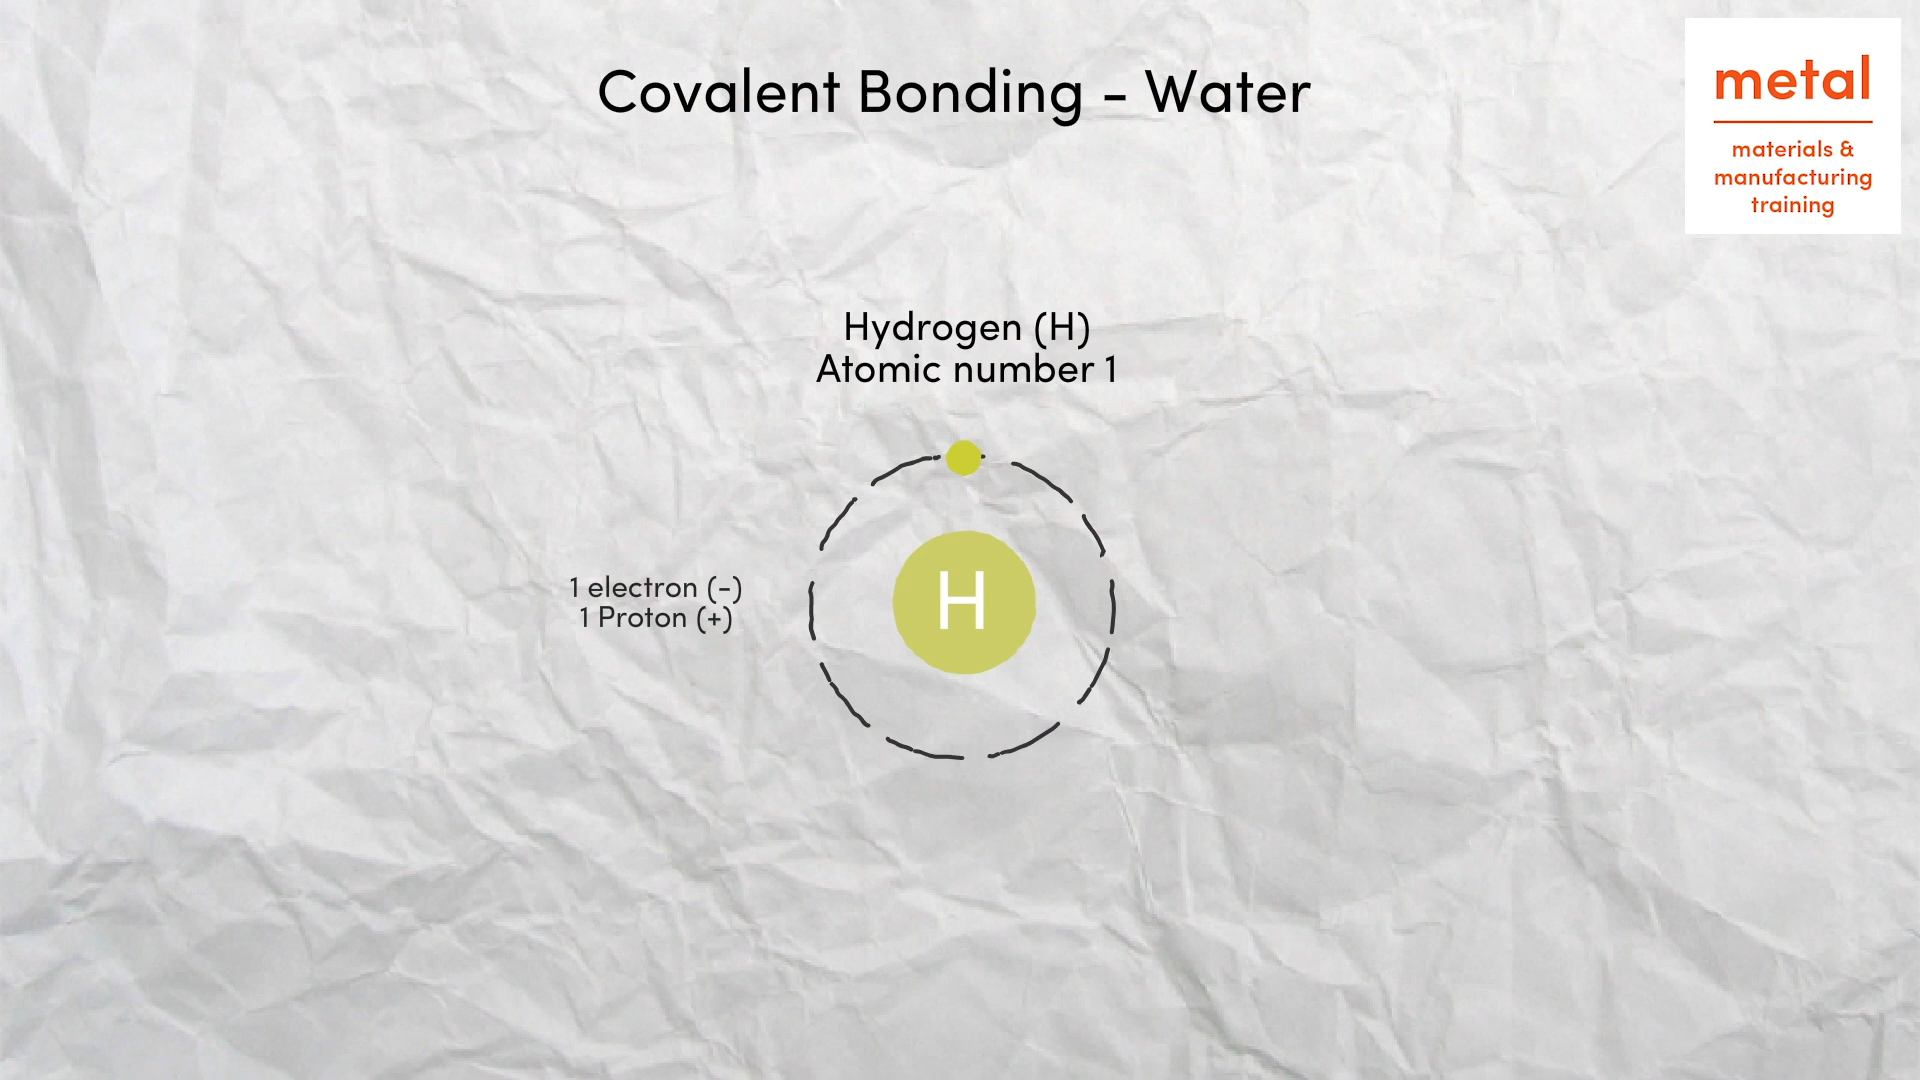 Covalent Bonding - Water
metal
materials &
manufacturing
training
Hydrogen (H)
Atomic number 1
H
1 electron (-)
1 Proton (+)